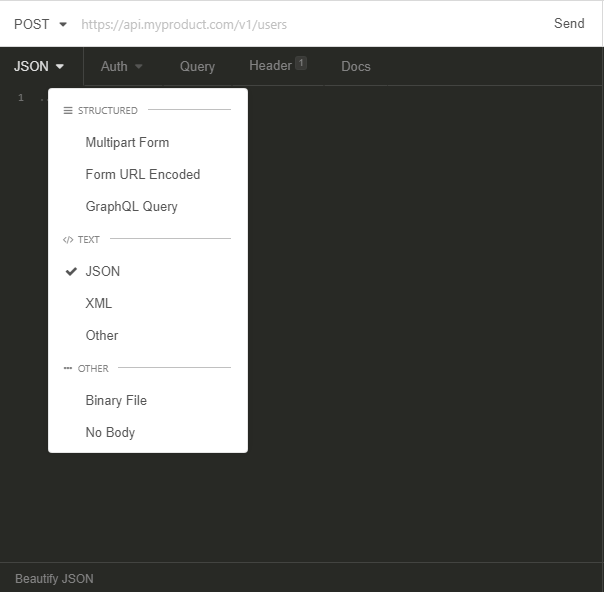 POST https://api.myproduct.com/v1/users Send
JSON Auth Query Header 1 Docs
1
STRUCTURED
Multipart Form
Form URL Encoded
GraphQL Query
</> TEXT
JSON
XML
Other
OTHER
Binary File
No Body
Beautify JSON